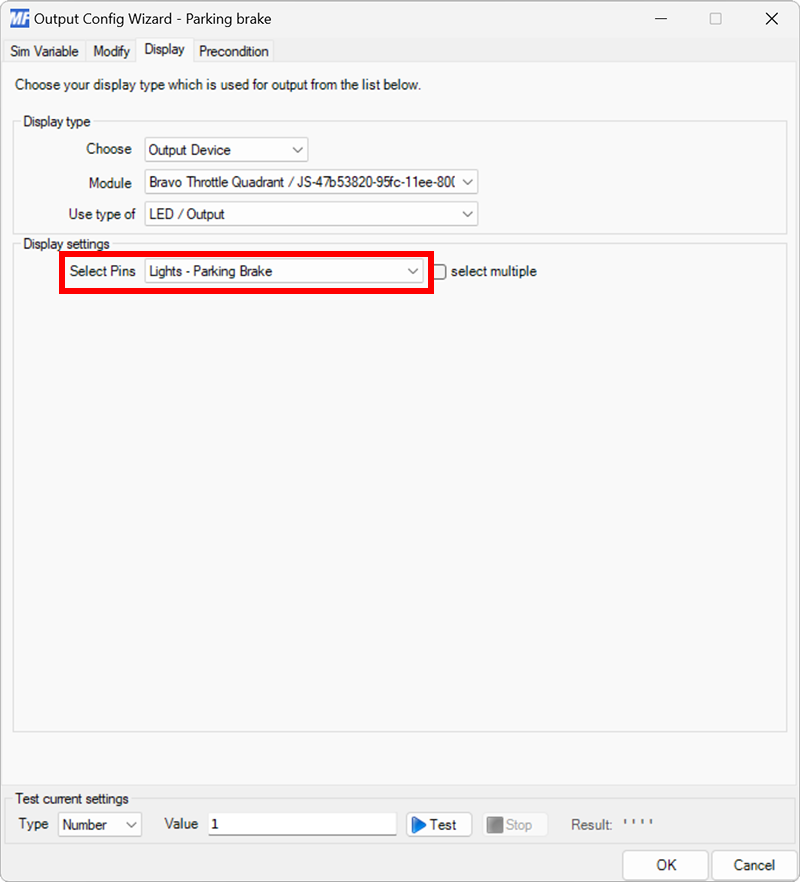 MF Output Config Wizard - Parking brake
Sim Variable Modify Display Precondition
Choose your display type which is used for output from the list below.
Display type
Choose Output Device
Module Bravo Throttle Quadrant / JS-47b53820-95fc-11ee-800
Use type of LED / Output
Display settings
Select Pins Lights - Parking Brake select multiple
Test current settings
Type Number Value 1 Test Stop Result: ' ' ' '
OK Cancel